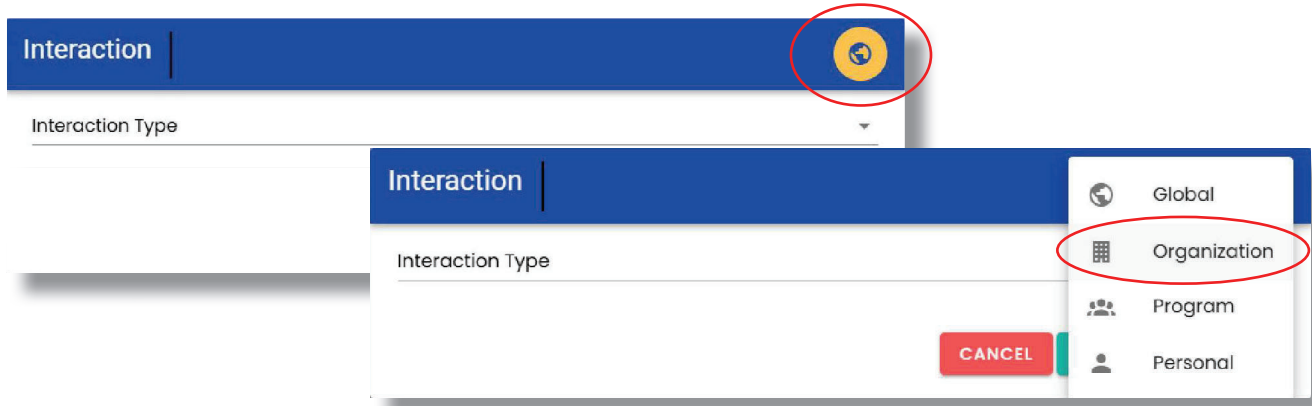 Interaction
Interaction Type
Interaction
Interaction Type
CANCEL
Global
Organization
Program
Personal